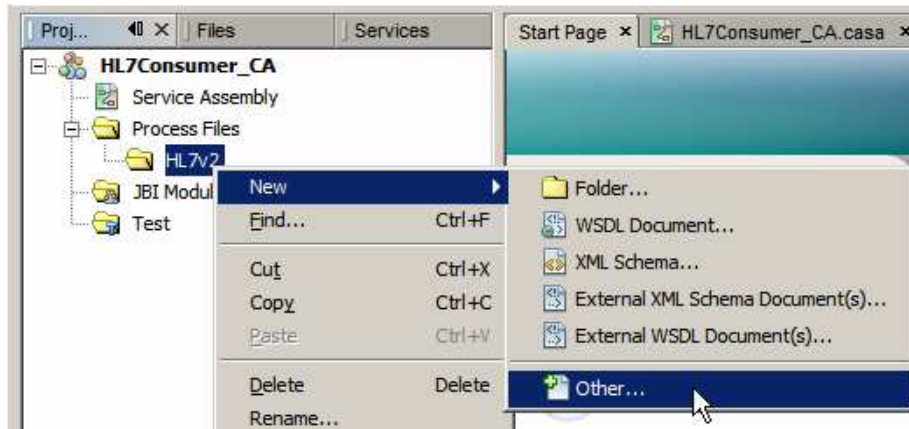 Proj... Files Services Start Page HL7Consumer_CA.casa
HL7Consumer_CA
Service Assembly
Process Files
HL7v2
JBI Modul
Test
New
Find... Ctrl+F
Cut Ctrl+X
Copy Ctrl+C
Paste Ctrl+V
Delete Delete
Rename...
Folder...
WSDL Document...
XML Schema...
External XML Schema Document(s)...
External WSDL Document(s)...
Other...